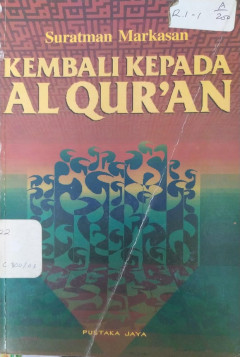 Suratman Markasan
KEMBALI KEPADA
AL QUR'AN
PUSTAKA JAYA